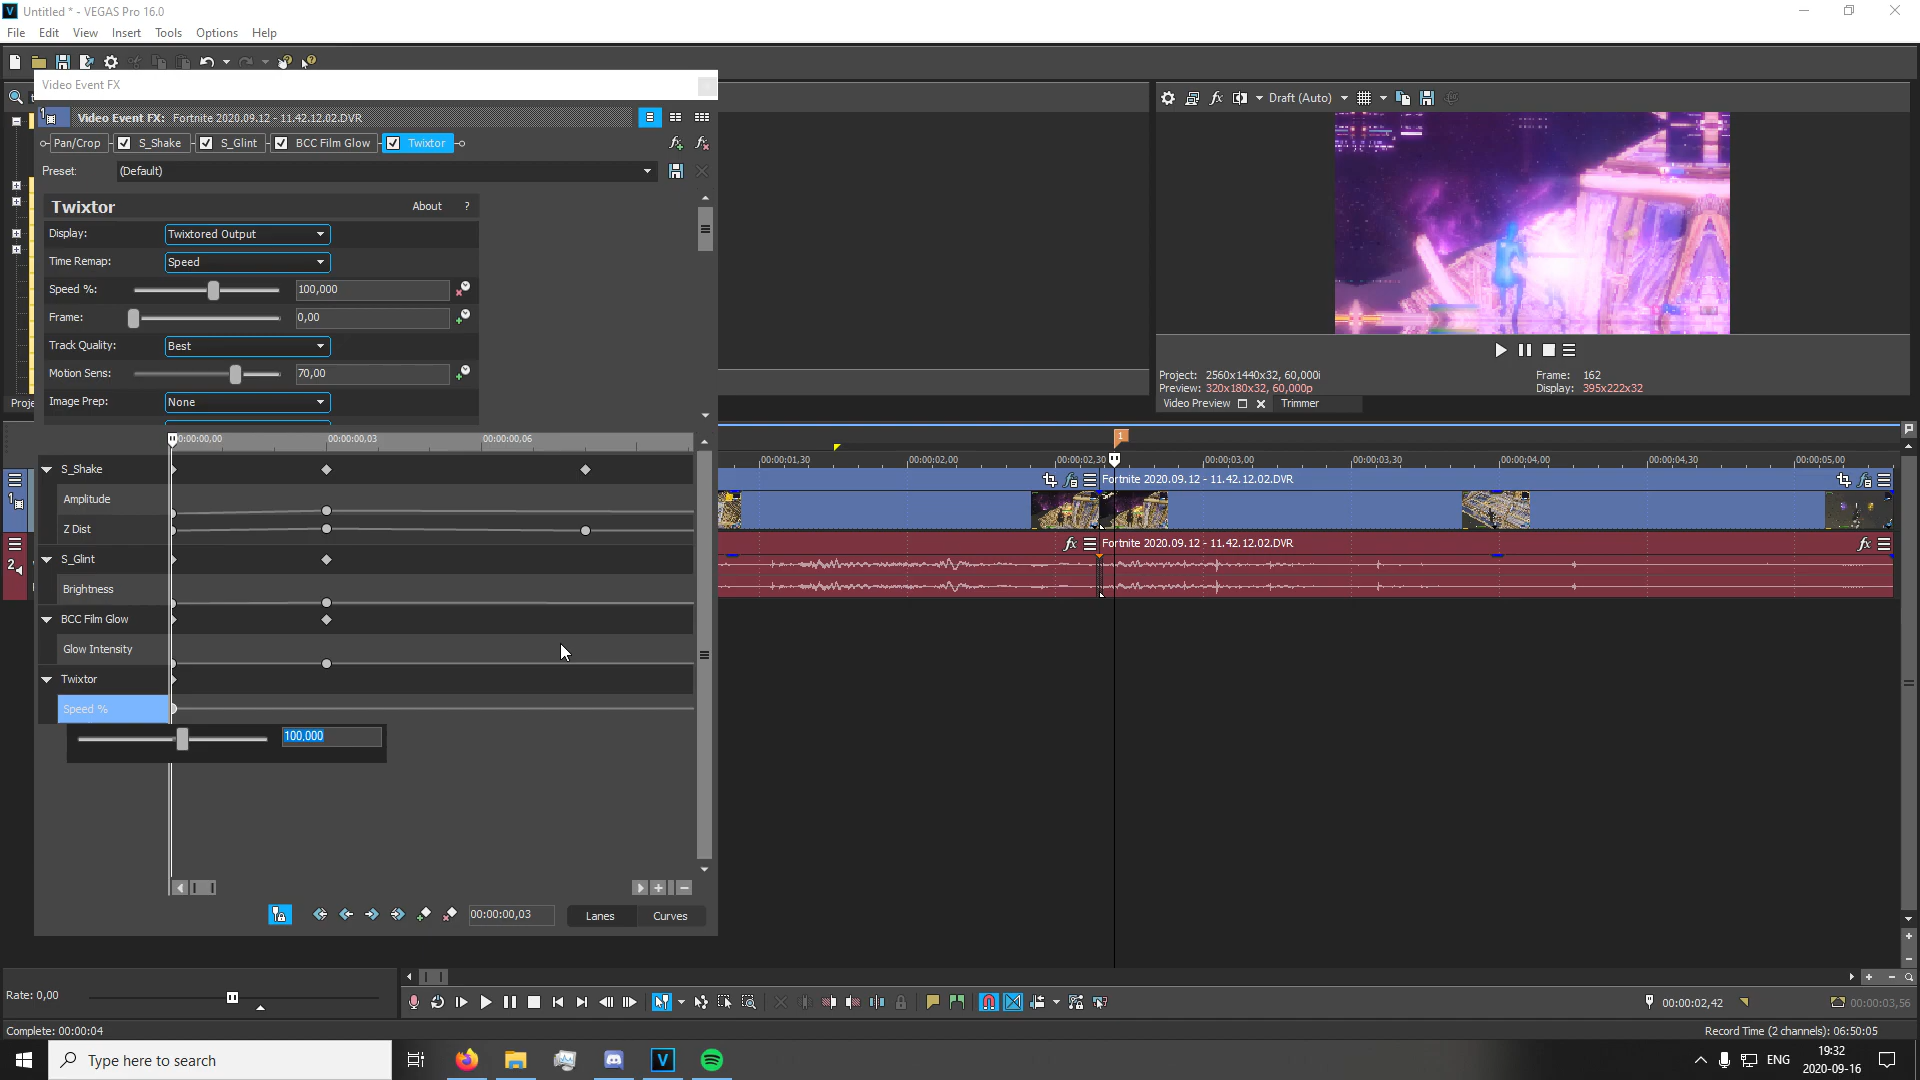 Untitled * - VEGAS Pro 16.0
File Edit View Insert Tools Options Help
Video Event FX
Video Event FX: Fortnite 2020.09.12 - 11.42.12.02.DVR
Pan/Crop S_Shake S_Glint BCC Film Glow Twixtor
Preset: (Default)
Twixtor About ?
Display: Twixtored Output
Time Remap: Speed
Speed %: 100,000
Frame: 0,00
Track Quality: Best
Motion Sens: 70,00
Image Prep: None
Proje
00:00:00,00 00:00:00,03 00:00:00,06
S_Shake
Amplitude
Z Dist
S_Glint
Brightness
BCC Film Glow
Glow Intensity
Twixtor
Speed %
100,000
00:00:00,03 Lanes Curves
Draft (Auto)
Project: 2560x1440x32, 60,000i Frame: 162
Preview: 320x180x32, 60,000p Display: 395x222x32
Video Preview Trimmer
1
00:00:01,30 00:00:02,00 00:00:02,30 00:00:03,00 00:00:03,30 00:00:04,00 00:00:04,30 00:00:05,00
1 Fortnite 2020.09.12 - 11.42.12.02.DVR
2 fx Fortnite 2020.09.12 - 11.42.12.02.DVR fx
Rate: 0,00
00:00:02,42 00:00:03,56
Complete: 00:00:04 Record Time (2 channels): 06:50:05
Type here to search
V
ENG
19:32
2020-09-16